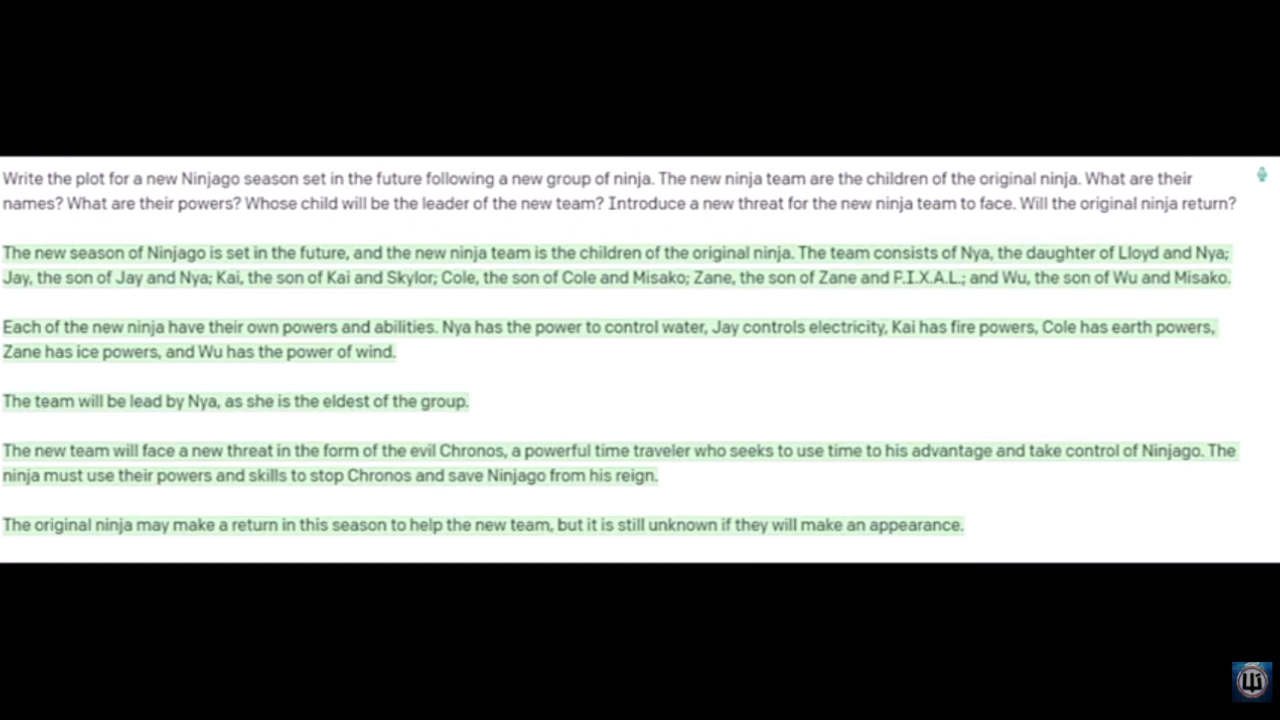 Write the plot for a new Ninjago season set in the future following a new group of ninja. The new ninja team are the children of the original ninja. What are their
names? What are their powers? Whose child will be the leader of the new team? Introduce a new threat for the new ninja team to face. Will the original ninja return?
The new season of Ninjago is set in the future, and the new ninja team is the children of the original ninja. The team consists of Nya, the daughter of Lloyd and Nya;
Jay, the son of Jay and Nya; Kai, the son of Kai and Skylor; Cole, the son of Cole and Misako; Zane, the son of Zane and P.I.X.A.L.; and Wu, the son of Wu and Misako.
Each of the new ninja have their own powers and abilities. Nya has the power to control water, Jay controls electricity, Kai has fire powers, Cole has earth powers,
Zane has ice powers, and Wu has the power of wind.
The team will be lead by Nya, as she is the eldest of the group.
The new team will face a new threat in the form of the evil Chronos, a powerful time traveler who seeks to use time to his advantage and take control of Ninjago. The
ninja must use their powers and skills to stop Chronos and save Ninjago from his reign.
The original ninja may make a return in this season to help the new team, but it is still unknown if they will make an appearance.